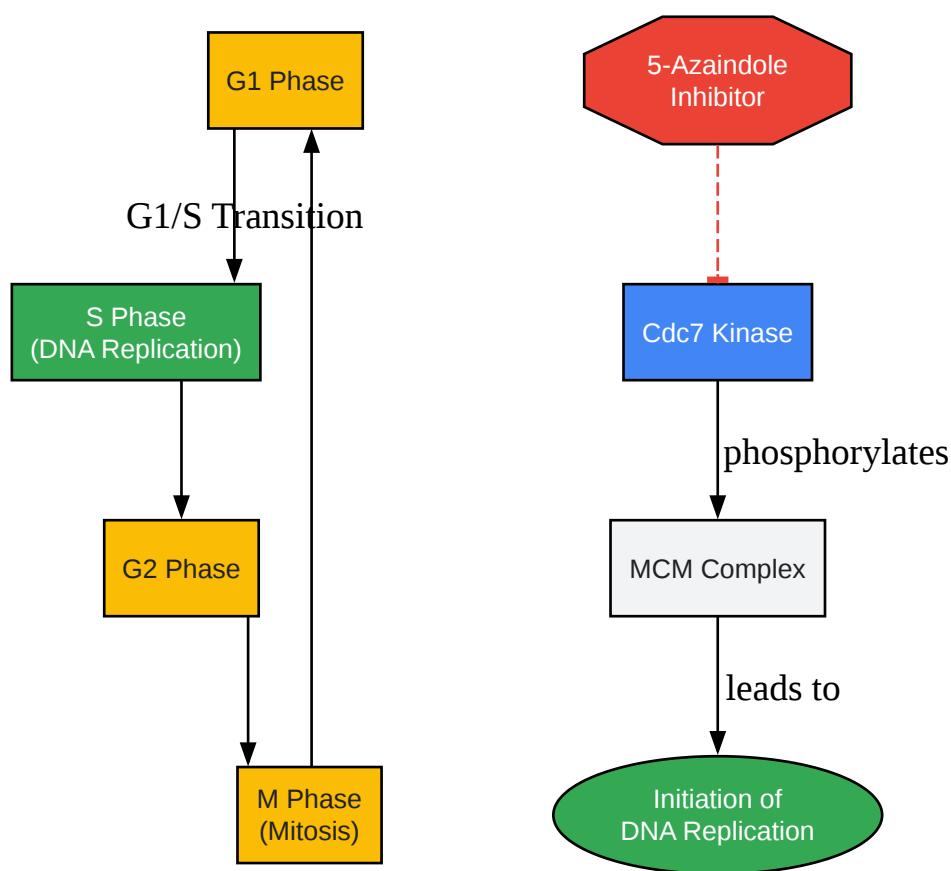 G1 Phase
5-Azaindole
Inhibitor
G1/S Transition
S Phase
(DNA Replication)
Cdc7 Kinase
phosphorylates
G2 Phase
MCM Complex
leads to
M Phase
(Mitosis)
Initiation of
DNA Replication